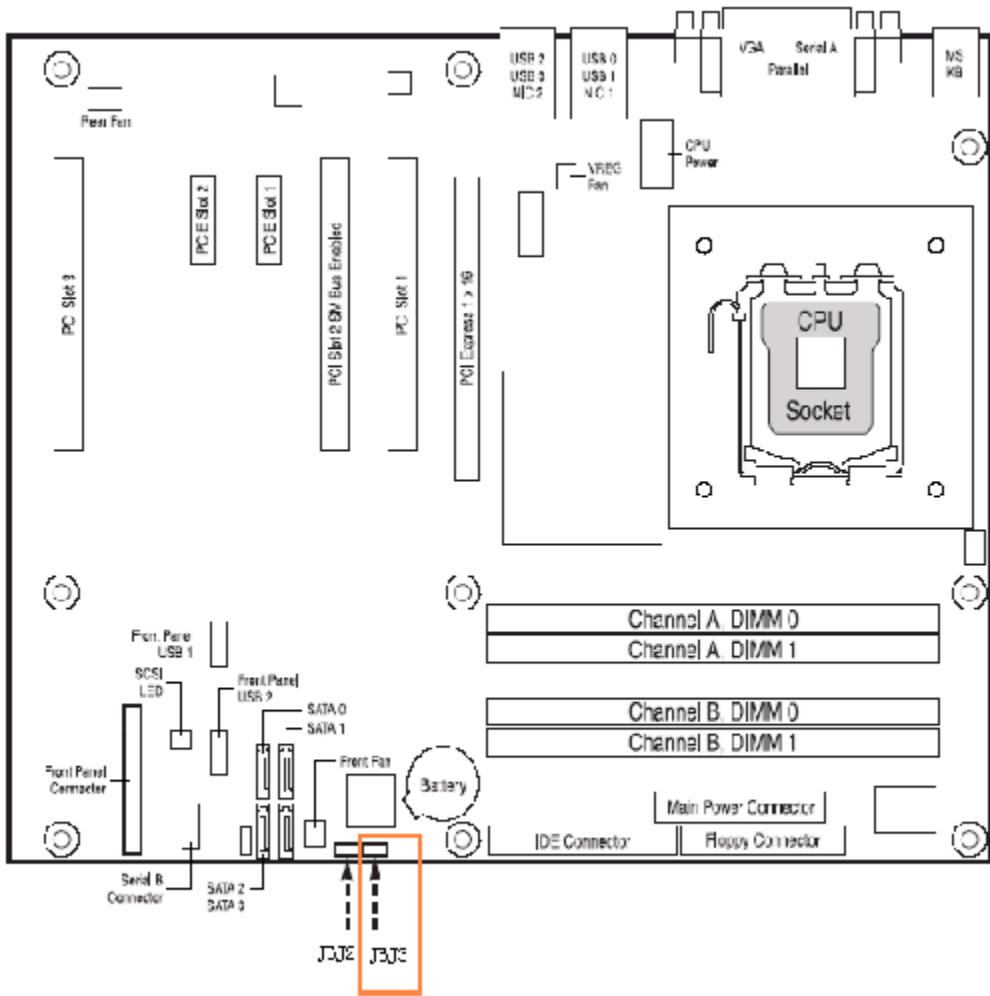 USB 2
USB 3
NIC 2
USB 0
USB 1
NIC 1
VGA Serial A
Parallel
MS
KB
Rear Fan
CPU
Power
VREG
Fan
PCI Slot 3
PCI E Slot 2
PCI E Slot 1
PCI Slot 2 SM Bus Enabled
PCI Slot 1
PCI Express 1 x 16
CPU
Socket
Channel A, DIMM 0
Channel A, DIMM 1
Channel B, DIMM 0
Channel B, DIMM 1
Front Panel
USB 1
SCSI
LED
Front Panel
USB 2
SATA 0
SATA 1
Front Panel
Connector
Front Fan
Battery
Main Power Connector
IDE Connector
Floppy Connector
Serial B
Connector
SATA 2
SATA 3
J3J2
J3J3